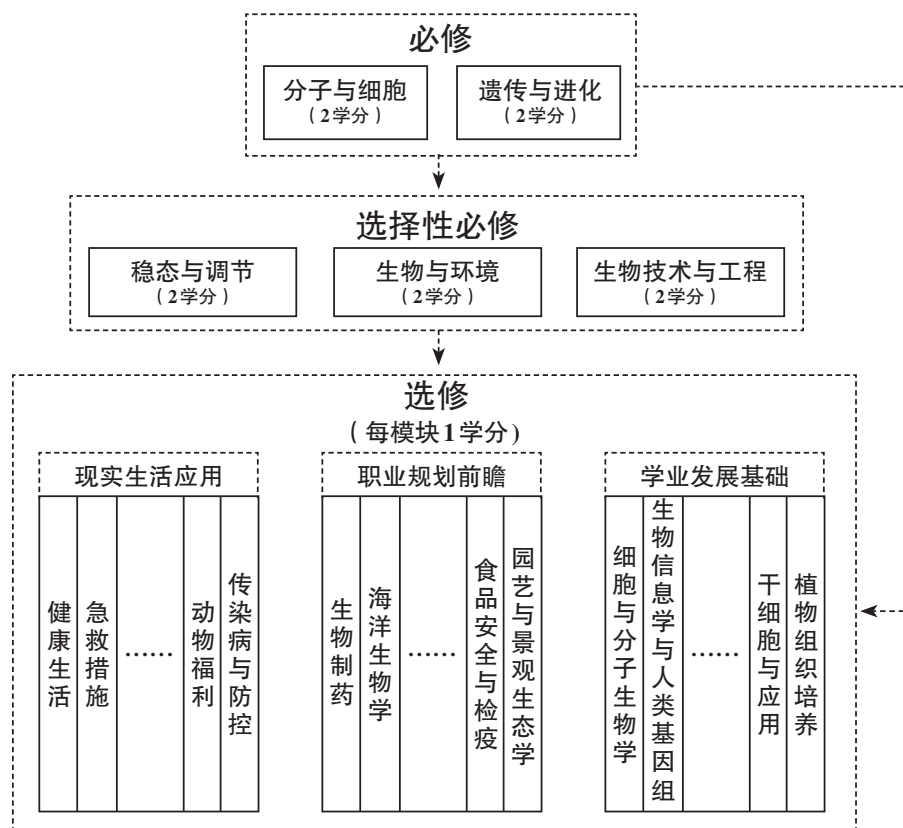 必修
分子与细胞
（2学分）
遗传与进化
（2学分）
选择性必修
稳态与调节
（2学分）
生物与环境
（2学分）
生物技术与工程
（2学分）
选修
（每模块1学分）
现实生活应用
健康生活
急救措施
……
动物福利
传染病与防控
职业规划前瞻
生物制药
海洋生物学
……
食品安全与检疫
园艺与景观生态学
学业发展基础
细胞与分子生物学
生物信息学与人类基因组
……
干细胞与应用
植物组织培养